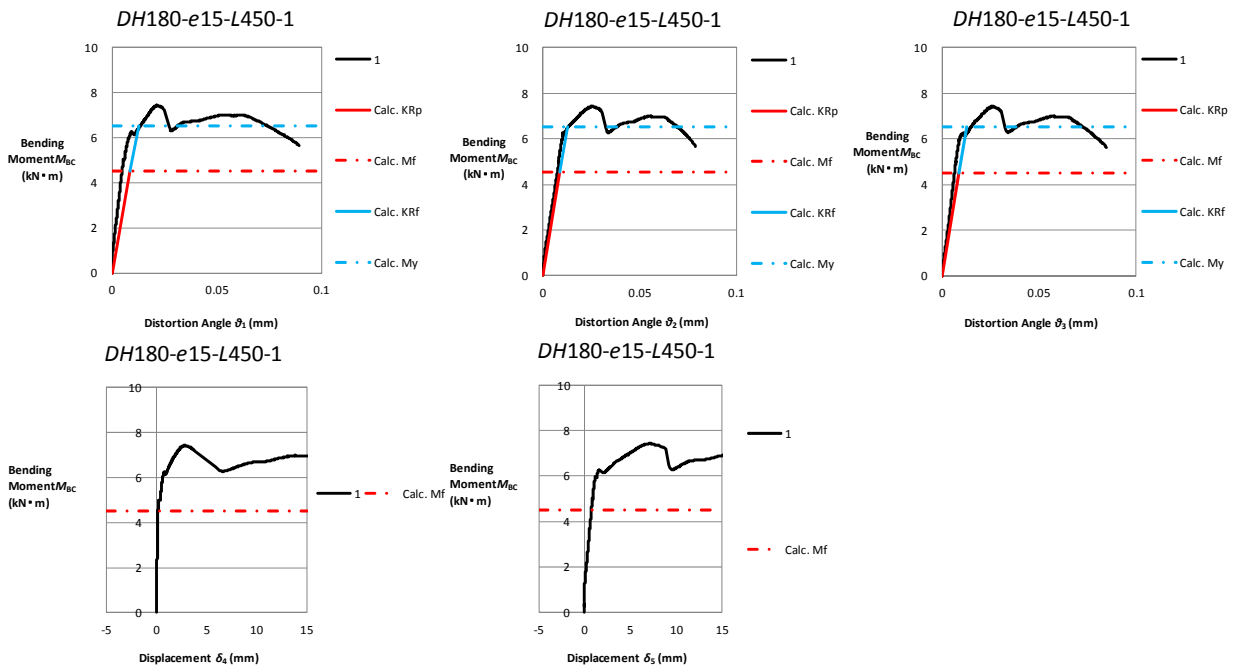 DH180-e15-L450-1
10
8
6
4
2
0
0
0.05
0.1
Bending
MomentM_BC
(kN・m)
Distortion Angle ϑ₁ (mm)
1
Calc. KRp
Calc. Mf
Calc. KRf
Calc. My
DH180-e15-L450-1
10
8
6
4
2
0
0
0.05
0.1
Bending
MomentM_BC
(kN・m)
Distortion Angle ϑ₂ (mm)
1
Calc. KRp
Calc. Mf
Calc. KRf
Calc. My
DH180-e15-L450-1
10
8
6
4
2
0
0
0.05
0.1
Bending
MomentM_BC
(kN・m)
Distortion Angle ϑ₃ (mm)
1
Calc. KRp
Calc. Mf
Calc. KRf
Calc. My
DH180-e15-L450-1
10
8
6
4
2
0
-5
0
5
10
15
Bending
MomentM_BC
(kN・m)
Displacement δ₄ (mm)
1
Calc. Mf
DH180-e15-L450-1
10
8
6
4
2
0
-5
0
5
10
15
Bending
MomentM_BC
(kN・m)
Displacement δ₅ (mm)
1
Calc. Mf